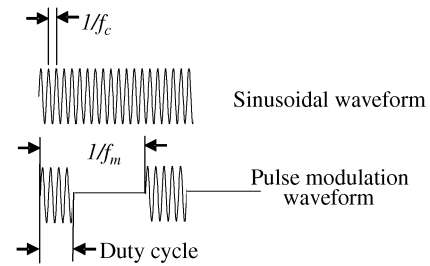 1/f_c
Sinusoidal waveform
1/f_m
Pulse modulation
waveform
Duty cycle